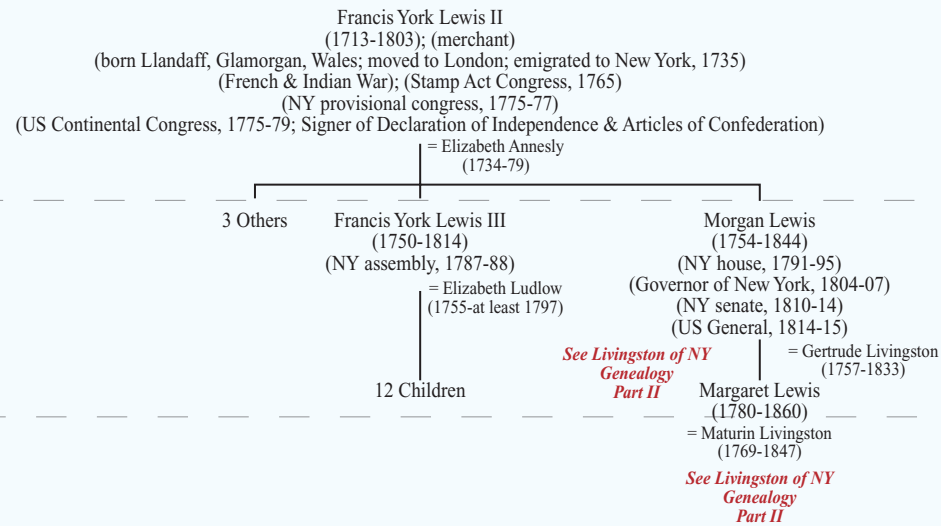 Francis York Lewis II
(1713-1803); (merchant)
(born Llandaff, Glamorgan, Wales; moved to London; emigrated to New York, 1735)
(French & Indian War); (Stamp Act Congress, 1765)
(NY provisional congress, 1775-77)
(US Continental Congress, 1775-79; Signer of Declaration of Independence & Articles of Confederation)
= Elizabeth Annesly
(1734-79)
3 Others
Francis York Lewis III
(1750-1814)
(NY assembly, 1787-88)
= Elizabeth Ludlow
(1755-at least 1797)
12 Children
Morgan Lewis
(1754-1844)
(NY house, 1791-95)
(Governor of New York, 1804-07)
(NY senate, 1810-14)
(US General, 1814-15)
= Gertrude Livingston
(1757-1833)
See Livingston of NY
Genealogy
Part II
Margaret Lewis
(1780-1860)
= Maturin Livingston
(1769-1847)
See Livingston of NY
Genealogy
Part II